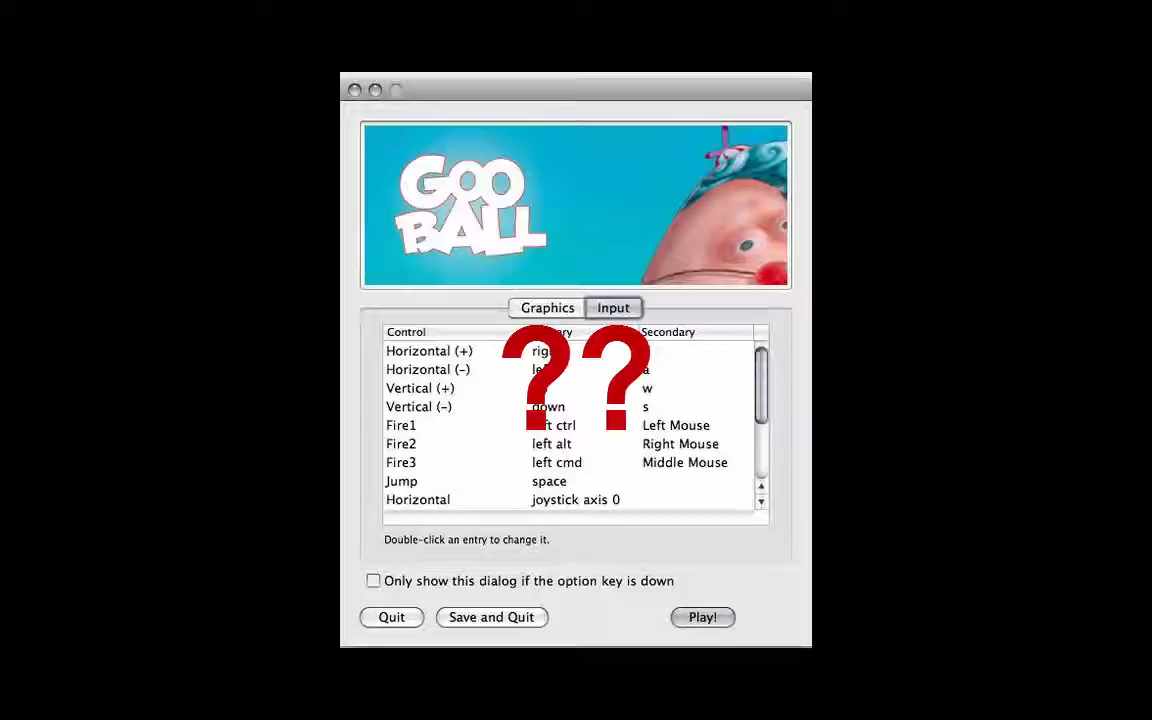 GOO
BALL
Graphics Input
Control Secondary
Horizontal (+)
Horizontal (-) a
Vertical (+) w
Vertical (-) down s
Fire1 ctrl Left Mouse
Fire2 left alt Right Mouse
Fire3 left cmd Middle Mouse
Jump space
Horizontal joystick axis 0
??
Double-click an entry to change it.
Only show this dialog if the option key is down
Quit Save and Quit Play!